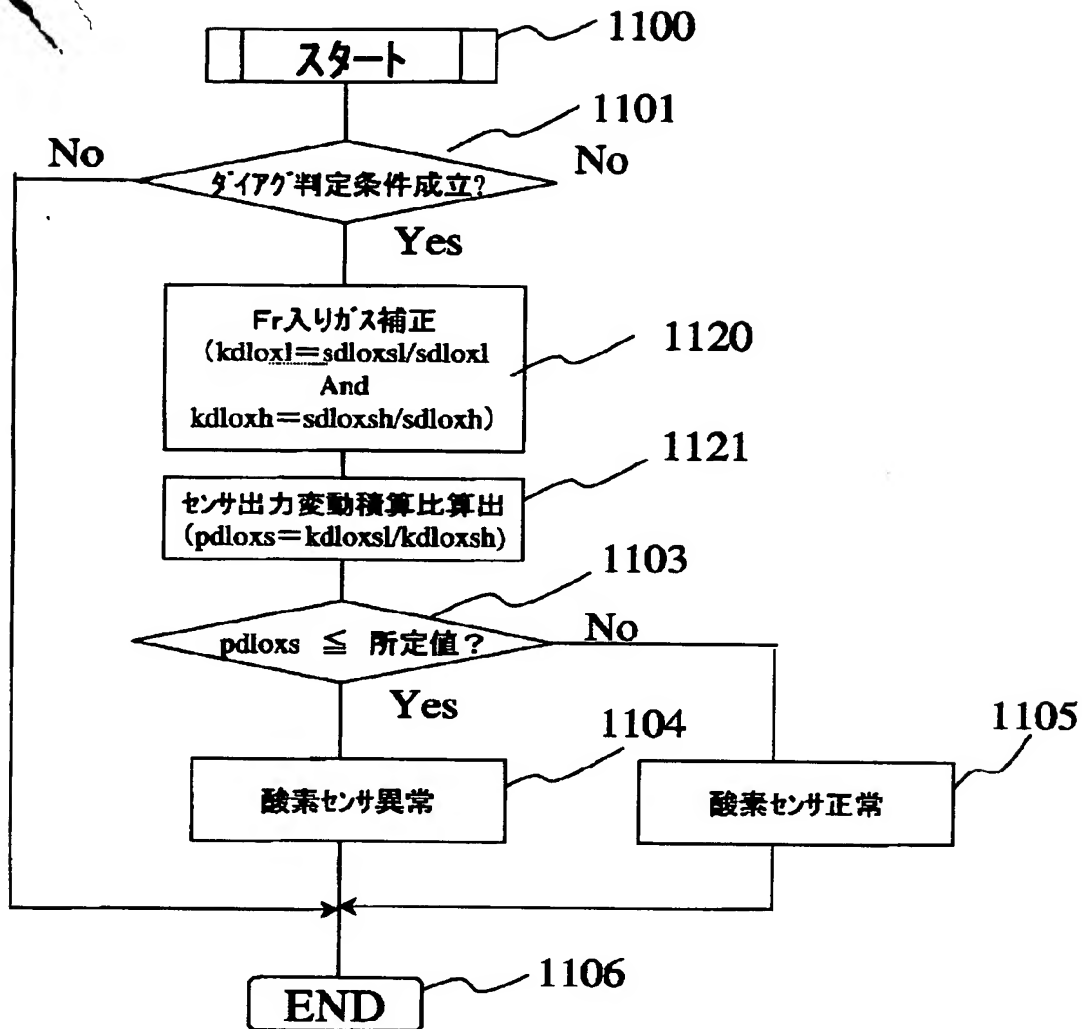 スタート
1100
1101
No
ダイアグ判定条件成立?
No
Yes
Fr入りガス補正
(kdloxl=sdloxsl/sdloxl
And
kdloxh=sdloxsh/sdloxh)
1120
1121
センサ出力変動積算比算出
(pdloxs=kdloxsl/kdloxsh)
1103
pdloxs ≦ 所定値?
No
Yes
1104
1105
酸素センサ異常
酸素センサ正常
END
1106